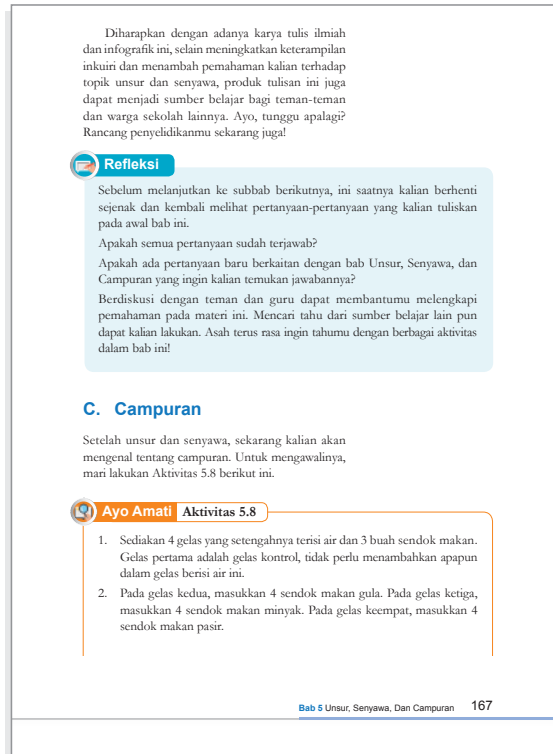 Diharapkan dengan adanya karya tulis ilmiah
dan infografik ini, selain meningkatkan keterampilan
inkuiri dan menambah pemahaman kalian terhadap
topik unsur dan senyawa, produk tulisan ini juga
dapat menjadi sumber belajar bagi teman-teman
dan warga sekolah lainnya. Ayo, tunggu apalagi?
Rancang penyelidikanmu sekarang juga!
Refleksi
Sebelum melanjutkan ke subbab berikutnya, ini saatnya kalian berhenti
sejenak dan kembali melihat pertanyaan-pertanyaan yang kalian tuliskan
pada awal bab ini.
Apakah semua pertanyaan sudah terjawab?
Apakah ada pertanyaan baru berkaitan dengan bab Unsur, Senyawa, dan
Campuran yang ingin kalian temukan jawabannya?
Berdiskusi dengan teman dan guru dapat membantumu melengkapi
pemahaman pada materi ini. Mencari tahu dari sumber belajar lain pun
dapat kalian lakukan. Asah terus rasa ingin tahumu dengan berbagai aktivitas
dalam bab ini!
C. Campuran
Setelah unsur dan senyawa, sekarang kalian akan
mengenal tentang campuran. Untuk mengawalinya,
mari lakukan Aktivitas 5.8 berikut ini.
Ayo Amati Aktivitas 5.8
1. Sediakan 4 gelas yang setengahnya terisi air dan 3 buah sendok makan.
Gelas pertama adalah gelas kontrol, tidak perlu menambahkan apapun
dalam gelas berisi air ini.
2. Pada gelas kedua, masukkan 4 sendok makan gula. Pada gelas ketiga,
masukkan 4 sendok makan minyak. Pada gelas keempat, masukkan 4
sendok makan pasir.
Bab 5 Unsur, Senyawa, Dan Campuran 167